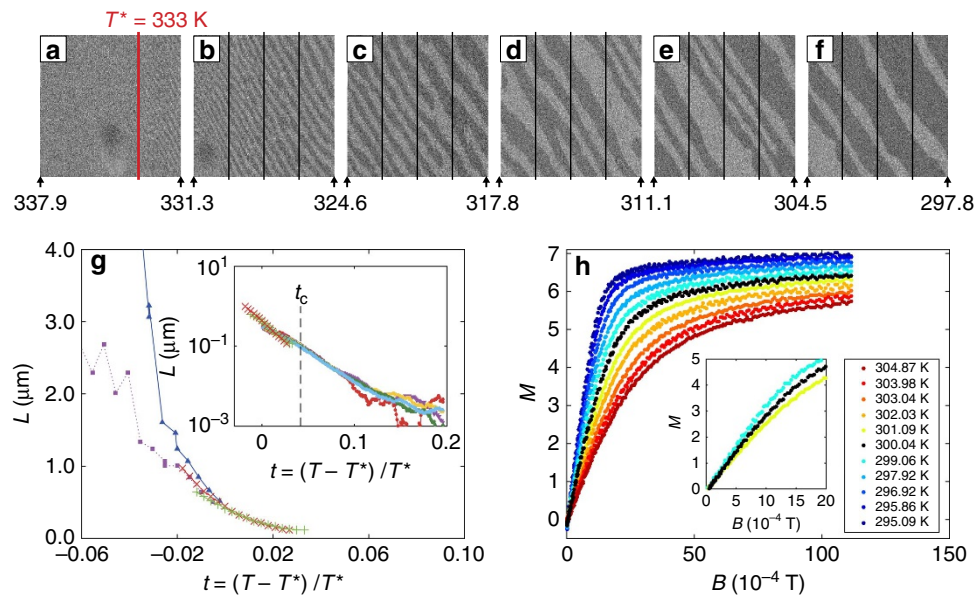 T* = 333 K
a b c d e f
337.9 331.3 324.6 317.8 311.1 304.5 297.8
g
4.0
3.0
2.0
1.0
L (μm)
−0.06 −0.02 0.02 0.06 0.10
t = (T − T*) / T*
10¹
10⁻¹
10⁻³
L (μm)
t_c
0 0.1 0.2
t = (T − T*) / T*
h
7
6
5
4
3
2
1
0
M
0 50 100 150
B (10⁻⁴ T)
5
4
3
2
1
0
M
0 5 10 15 20
B (10⁻⁴ T)
304.87 K
303.98 K
303.04 K
302.03 K
301.09 K
300.04 K
299.06 K
297.92 K
296.92 K
295.86 K
295.09 K